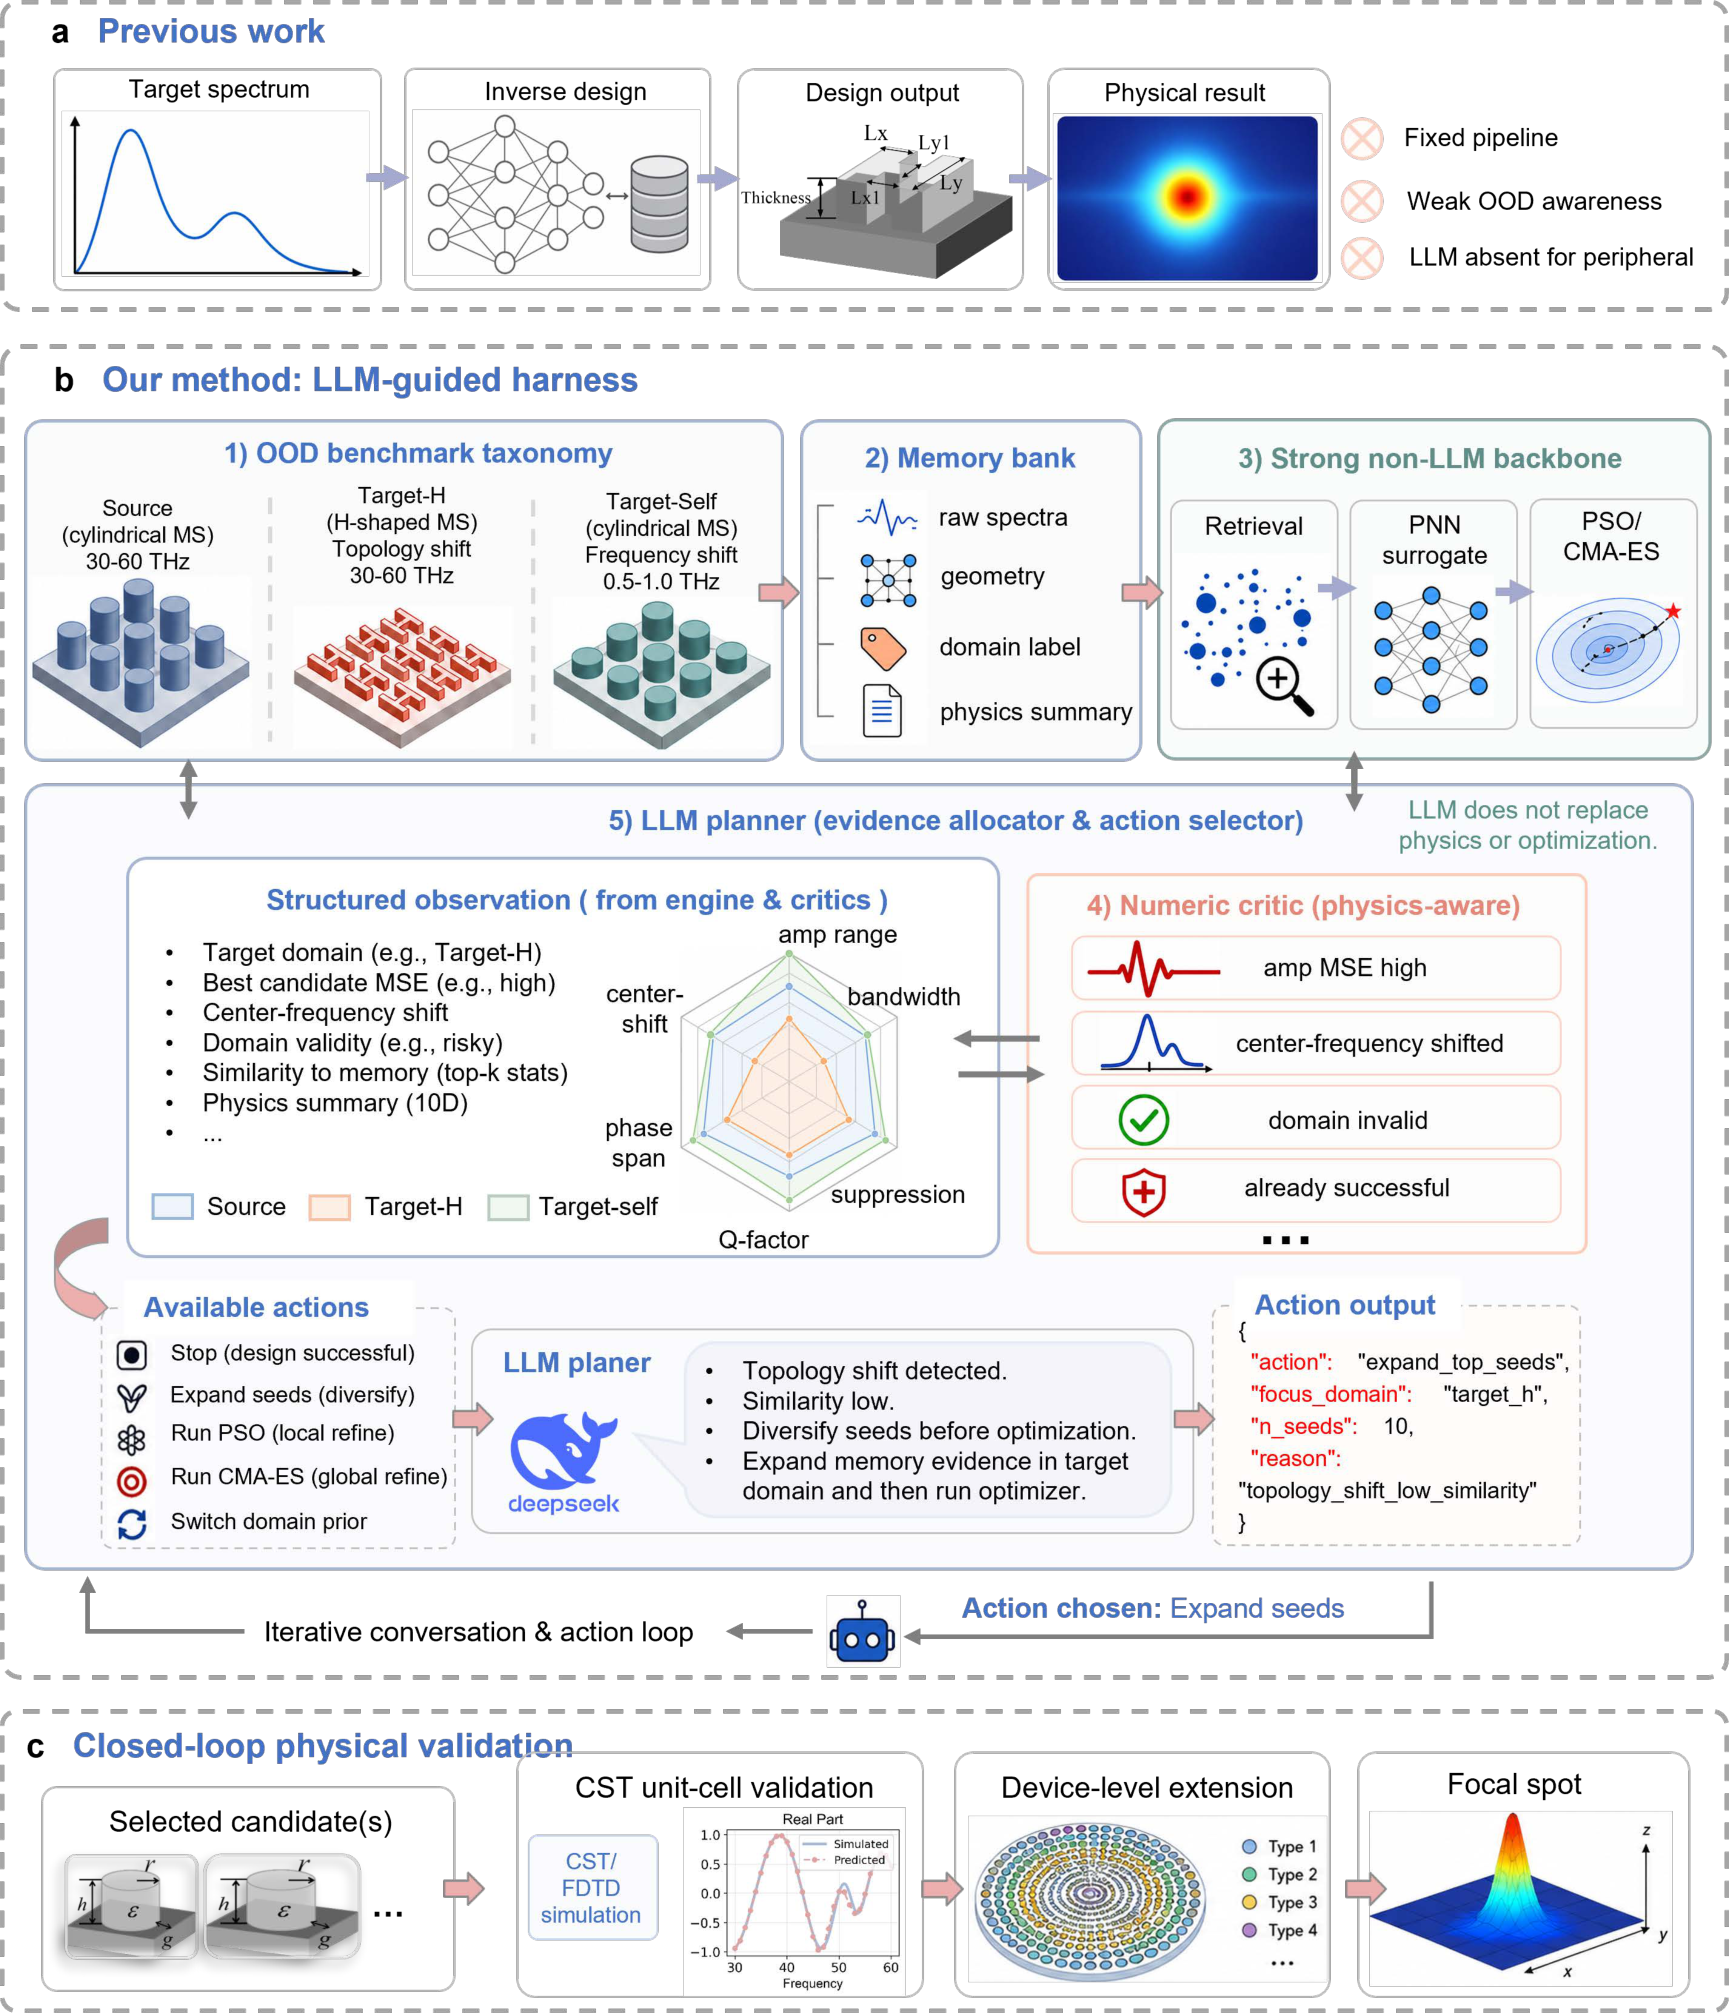 a Previous work
Target spectrum
Inverse design
Design output
Lx
Ly1
Thickness
Lx1
Ly
Physical result
Fixed pipeline
Weak OOD awareness
LLM absent for peripheral
b Our method: LLM-guided harness
1) OOD benchmark taxonomy
Source
(cylindrical MS)
30-60 THz
Target-H
(H-shaped MS)
Topology shift
30-60 THz
Target-Self
(cylindrical MS)
Frequency shift
0.5-1.0 THz
2) Memory bank
raw spectra
geometry
domain label
physics summary
3) Strong non-LLM backbone
Retrieval
PNN
surrogate
PSO/
CMA-ES
5) LLM planner (evidence allocator & action selector)
LLM does not replace
physics or optimization.
Structured observation ( from engine & critics )
• Target domain (e.g., Target-H)
• Best candidate MSE (e.g., high)
• Center-frequency shift
• Domain validity (e.g., risky)
• Similarity to memory (top-k stats)
• Physics summary (10D)
• ...
amp range
bandwidth
center-
shift
phase
span
suppression
Q-factor
Source
Target-H
Target-self
4) Numeric critic (physics-aware)
amp MSE high
center-frequency shifted
domain invalid
already successful
...
Available actions
Stop (design successful)
Expand seeds (diversify)
Run PSO (local refine)
Run CMA-ES (global refine)
Switch domain prior
LLM planer
deepseek
• Topology shift detected.
• Similarity low.
• Diversify seeds before optimization.
• Expand memory evidence in target
domain and then run optimizer.
Action output
{
"action": "expand_top_seeds",
"focus_domain": "target_h",
"n_seeds": 10,
"reason":
"topology_shift_low_similarity"
}
Action chosen: Expand seeds
Iterative conversation & action loop
c Closed-loop physical validation
Selected candidate(s)
r
h
ε
g
r
h
ε
g
...
CST unit-cell validation
CST/
FDTD
simulation
Real Part
Simulated
Predicted
1.0
0.5
0.0
−0.5
−1.0
30 40 50 60
Frequency
Device-level extension
Type 1
Type 2
Type 3
Type 4
...
Focal spot
z
y
x